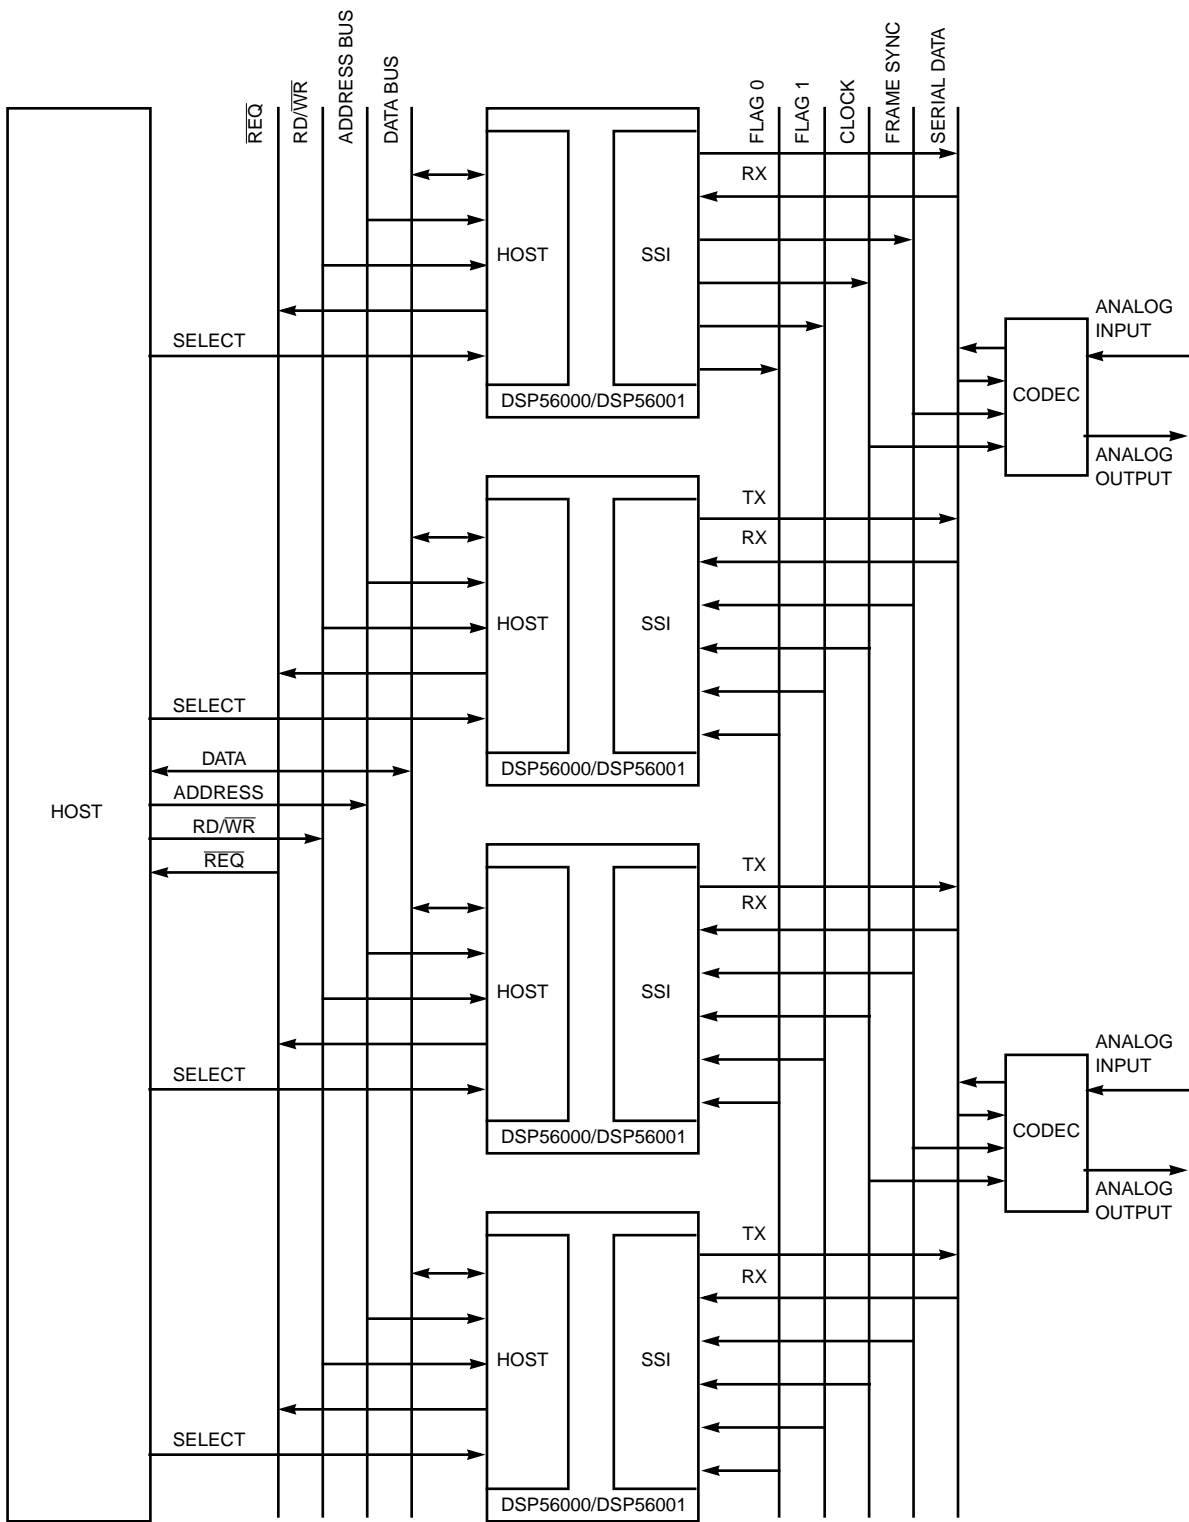 REQ
RD/WR
ADDRESS BUS
DATA BUS
FLAG 0
FLAG 1
CLOCK
FRAME SYNC
SERIAL DATA
RX
HOST
SSI
SELECT
DSP56000/DSP56001
ANALOG
INPUT
CODEC
ANALOG
OUTPUT
TX
RX
HOST
SSI
SELECT
DSP56000/DSP56001
DATA
ADDRESS
HOST
RD/WR
REQ
TX
RX
HOST
SSI
SELECT
DSP56000/DSP56001
ANALOG
INPUT
CODEC
ANALOG
OUTPUT
TX
RX
HOST
SSI
SELECT
DSP56000/DSP56001